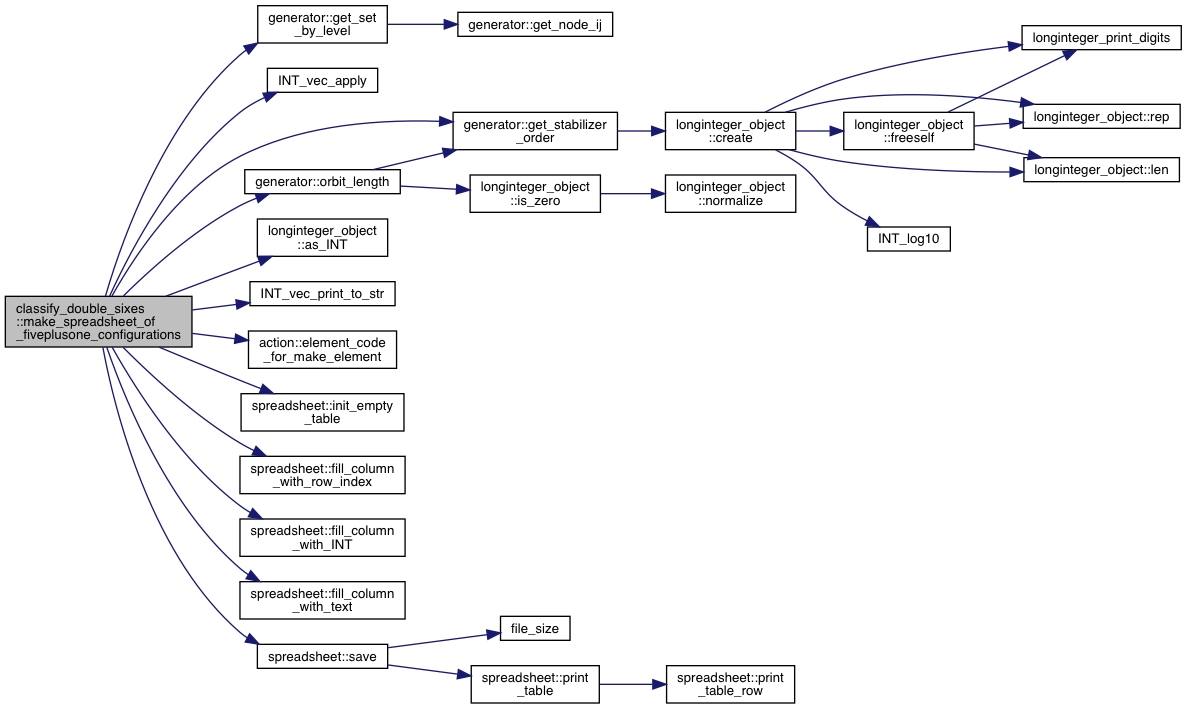 classify_double_sixes
::make_spreadsheet_of
_fiveplusone_configurations
generator::get_set
_by_level
generator::get_node_ij
INT_vec_apply
generator::get_stabilizer
_order
longinteger_object
::create
longinteger_object
::freeself
longinteger_print_digits
longinteger_object::rep
longinteger_object::len
INT_log10
generator::orbit_length
longinteger_object
::is_zero
longinteger_object
::normalize
longinteger_object
::as_INT
INT_vec_print_to_str
action::element_code
_for_make_element
spreadsheet::init_empty
_table
spreadsheet::fill_column
_with_row_index
spreadsheet::fill_column
_with_INT
spreadsheet::fill_column
_with_text
spreadsheet::save
file_size
spreadsheet::print
_table
spreadsheet::print
_table_row